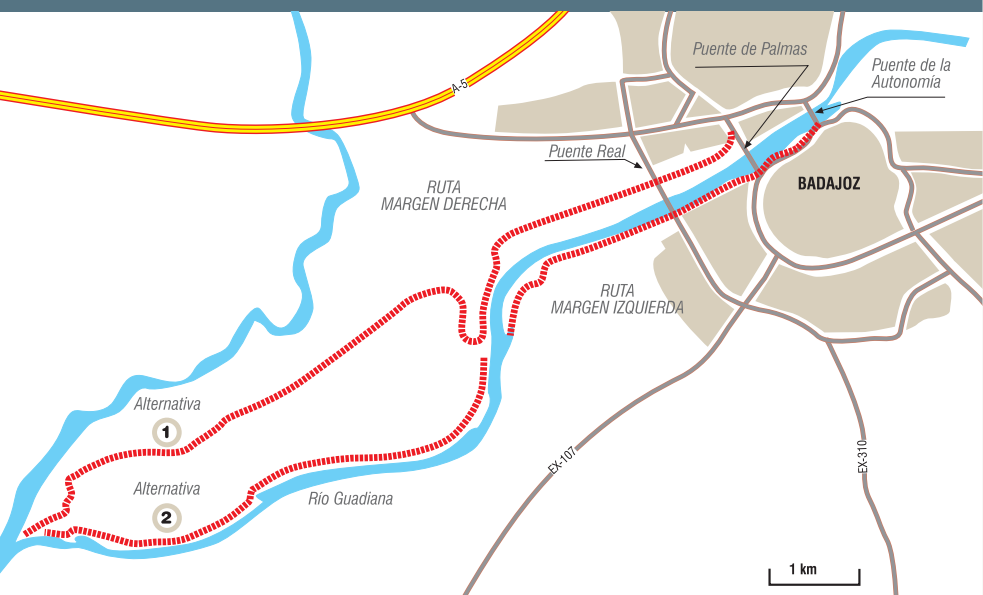 Puente de Palmas
Puente de la
Autonomía
A-5
Puente Real
BADAJOZ
RUTA
MARGEN DERECHA
RUTA
MARGEN IZQUIERDA
Alternativa
1
Alternativa
2
Río Guadiana
EX-107
EX-310
1 km